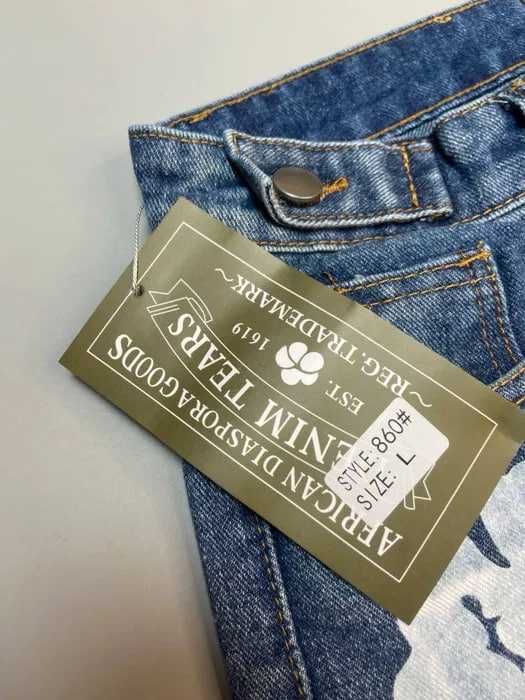 AFRICAN DIASPORA GOODS
DENIM TEARS
EST. 1619
~REG. TRADEMARK~
STYLE: 860#
SIZE: L